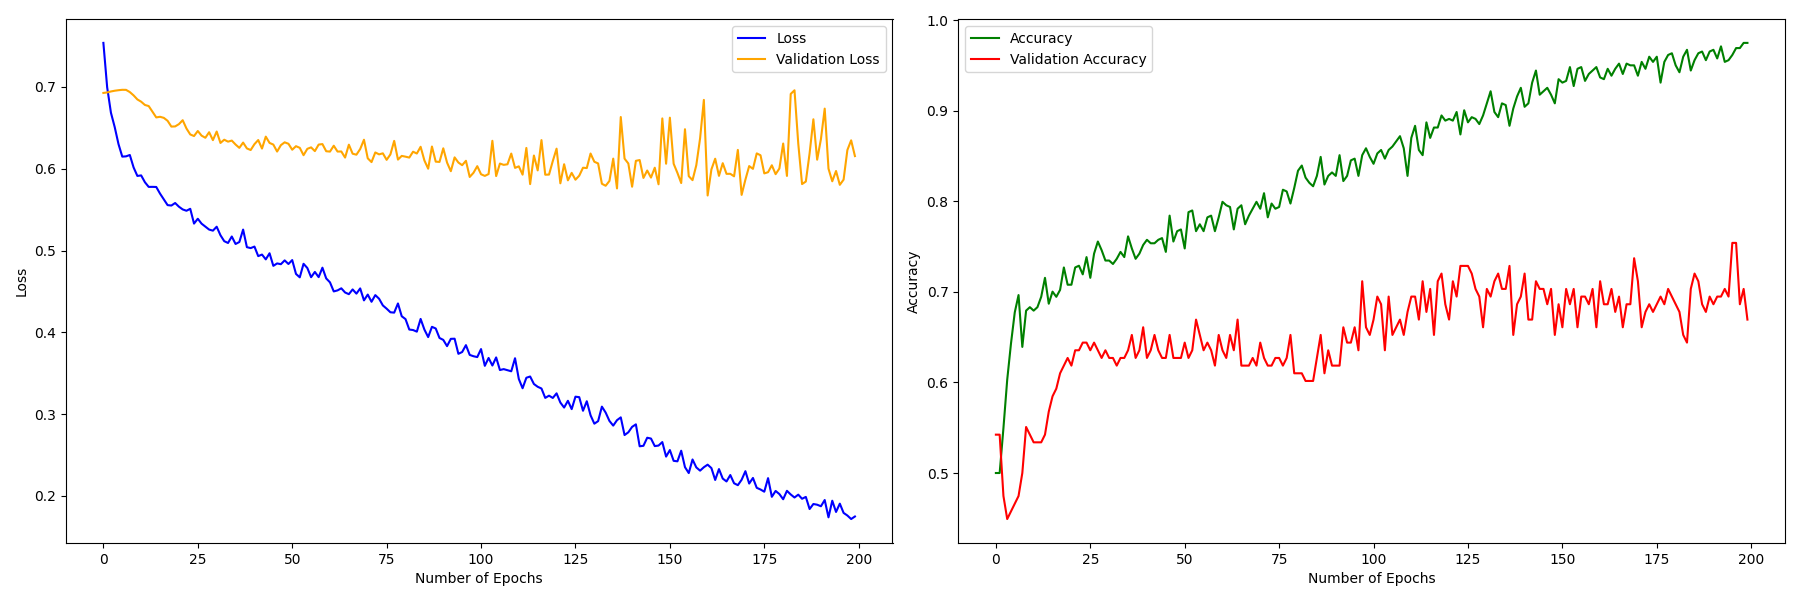 Loss
Validation Loss
0.7
0.6
0.5
0.4
0.3
0.2
Loss
0 25 50 75 100 125 150 175 200
Number of Epochs
Accuracy
Validation Accuracy
1.0
0.9
0.8
0.7
0.6
0.5
Accuracy
0 25 50 75 100 125 150 175 200
Number of Epochs